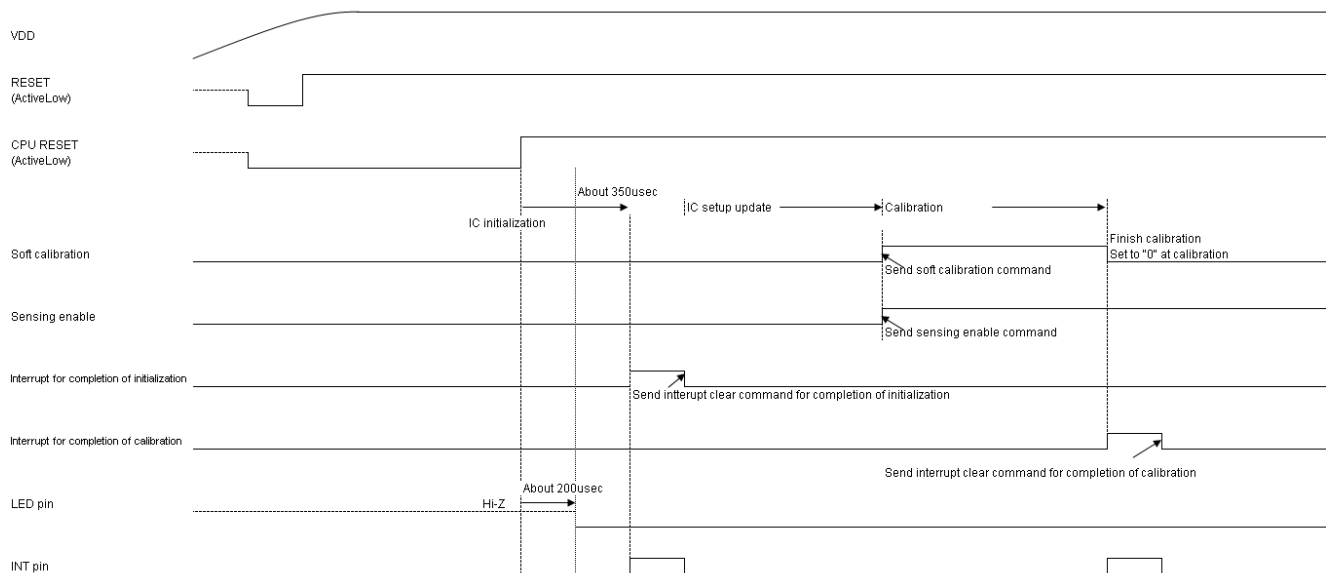 VDD
RESET
(ActiveLow)
CPU RESET
(ActiveLow)
About 350usec
IC setup update
Calibration
IC initialization
Finish calibration
Set to "0" at calibration
Soft calibration
Send soft calibration command
Sensing enable
Send sensing enable command
Interrupt for completion of initialization
Send intterupt clear command for completion of initialization
Interrupt for completion of calibration
Send interrupt clear command for completion of calibration
About 200usec
LED pin
Hi-Z
INT pin